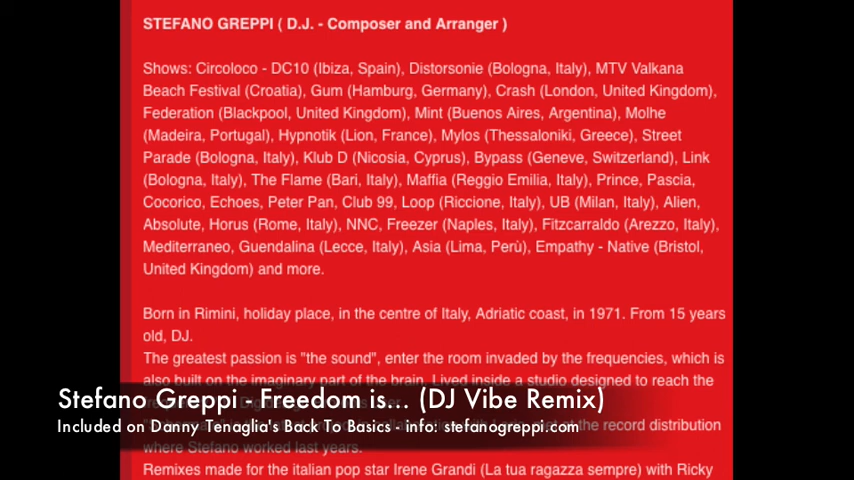 STEFANO GREPPI ( D.J. - Composer and Arranger )
Shows: Circoloco - DC10 (Ibiza, Spain), Distorsonie (Bologna, Italy), MTV Valkana
Beach Festival (Croatia), Gum (Hamburg, Germany), Crash (London, United Kingdom),
Federation (Blackpool, United Kingdom), Mint (Buenos Aires, Argentina), Molhe
(Madeira, Portugal), Hypnotik (Lion, France), Mylos (Thessaloniki, Greece), Street
Parade (Bologna, Italy), Klub D (Nicosia, Cyprus), Bypass (Geneve, Switzerland), Link
(Bologna, Italy), The Flame (Bari, Italy), Maffia (Reggio Emilia, Italy), Prince, Pascia,
Cocorico, Echoes, Peter Pan, Club 99, Loop (Riccione, Italy), UB (Milan, Italy), Alien,
Absolute, Horus (Rome, Italy), NNC, Freezer (Naples, Italy), Fitzcarraldo (Arezzo, Italy),
Mediterraneo, Guendalina (Lecce, Italy), Asia (Lima, Perù), Empathy - Native (Bristol,
United Kingdom) and more.
Born in Rimini, holiday place, in the centre of Italy, Adriatic coast, in 1971. From 15 years
old, DJ.
The greatest passion is "the sound", enter the room invaded by the frequencies, which is
also built on the imaginary part of the brain. Lived inside a studio designed to reach the
Stefano Greppi - Freedom is... (DJ Vibe Remix)
Included on Danny Tenaglia's Back To Basics - info: stefanogreppi.com
of the record distribution
where Stefano worked last years.
Remixes made for the italian pop star Irene Grandi (La tua ragazza sempre) with Ricky